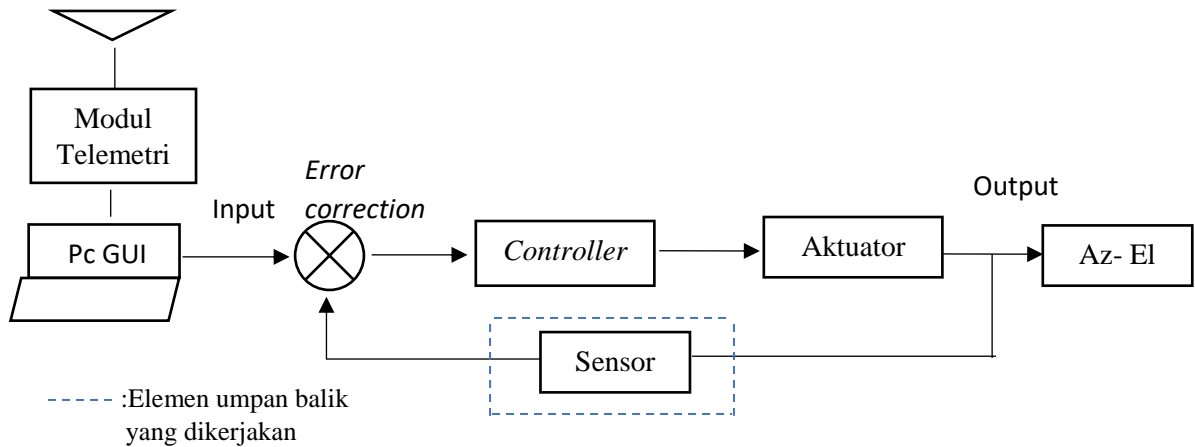 Modul
Telemetri
Pc GUI
Input
Error
correction
Controller
Aktuator
Output
Az- El
Sensor
:Elemen umpan balik
yang dikerjakan